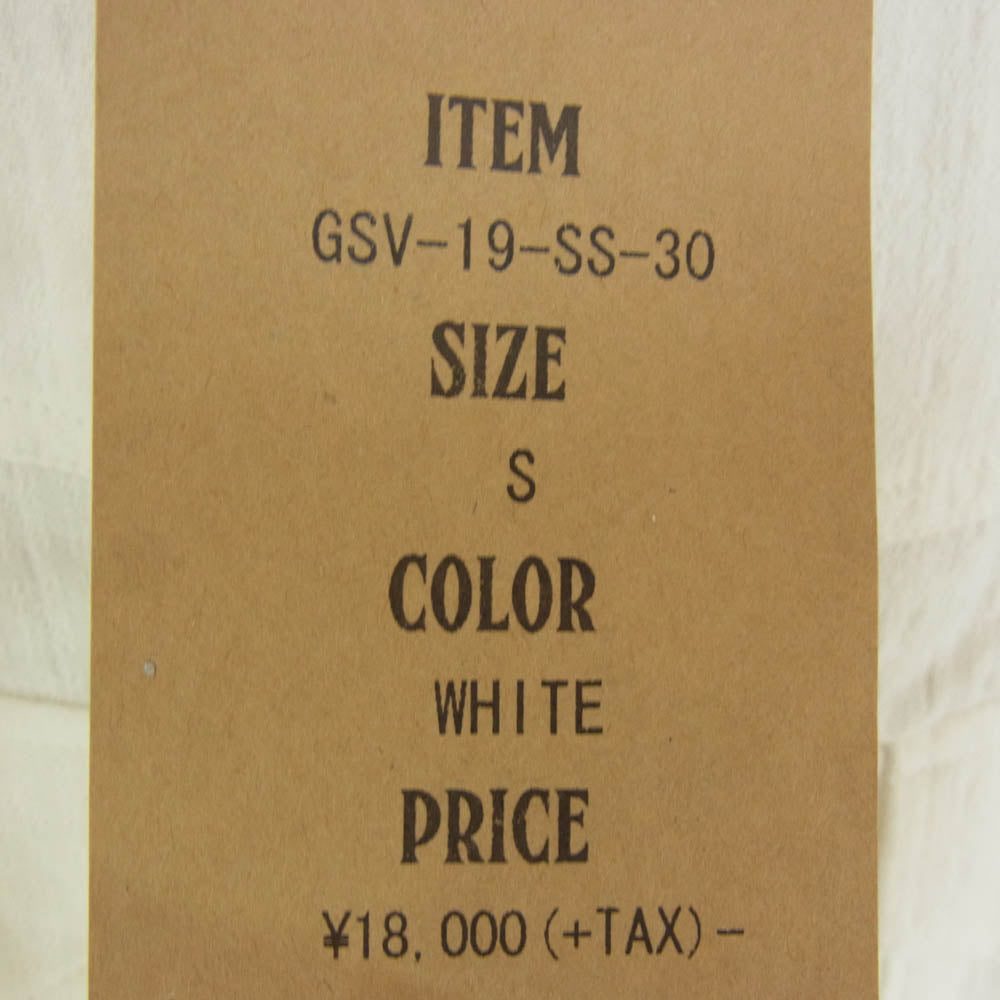 ITEM
GSV-19-SS-30
SIZE
S
COLOR
WHITE
PRICE
¥18,000(+TAX)-